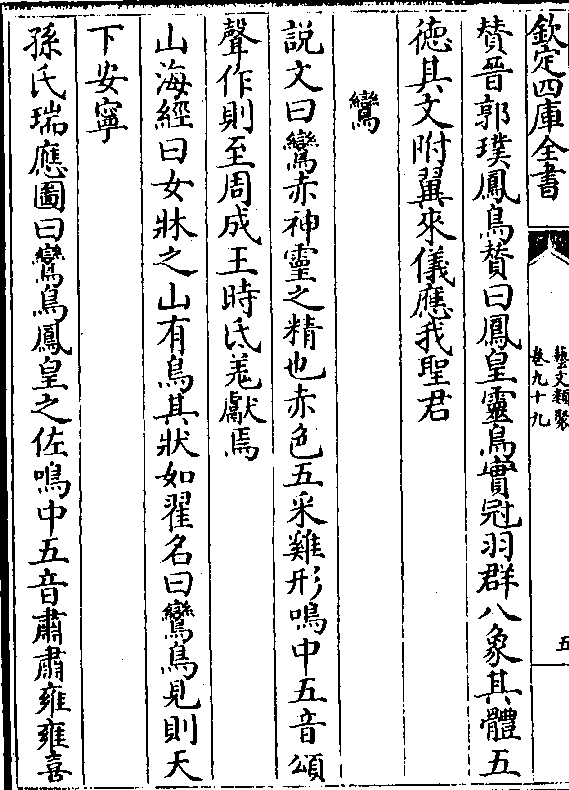 欽定四庫全書
藝文類聚
卷九十九
五
贊晉郭璞鳳鳥贊曰鳳皇靈鳥實冠羽群八象其體五
徳其文附翼來儀應我聖君
鸞
説文曰鸞赤神靈之精也赤色五采雞形鳴中五音頌
聲作則至周成王時氐羗獻焉
山海經曰女牀之山有鳥其狀如翟名曰鸞鳥見則天
下安寧
孫氏瑞應圖曰鸞鳥鳳皇之佐鳴中五音肅肅雍雍喜